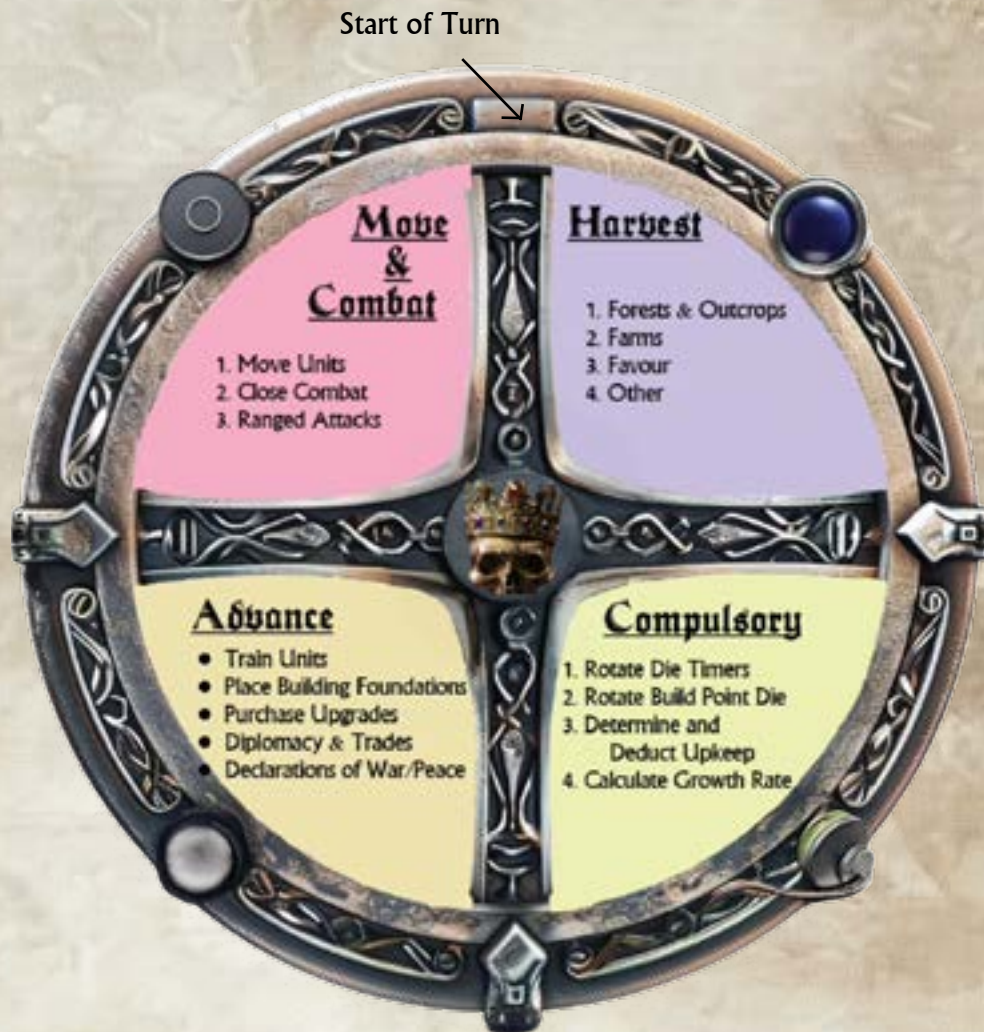 Start of Turn
Move
&
Combat
1. Move Units
2. Close Combat
3. Ranged Attacks
Harvest
1. Forests & Outcrops
2. Farms
3. Favour
4. Other
Advance
● Train Units
● Place Building Foundations
● Purchase Upgrades
● Diplomacy & Trades
● Declarations of War/Peace
Compulsory
1. Rotate Die Timers
2. Rotate Build Point Die
3. Determine and
Deduct Upkeep
4. Calculate Growth Rate